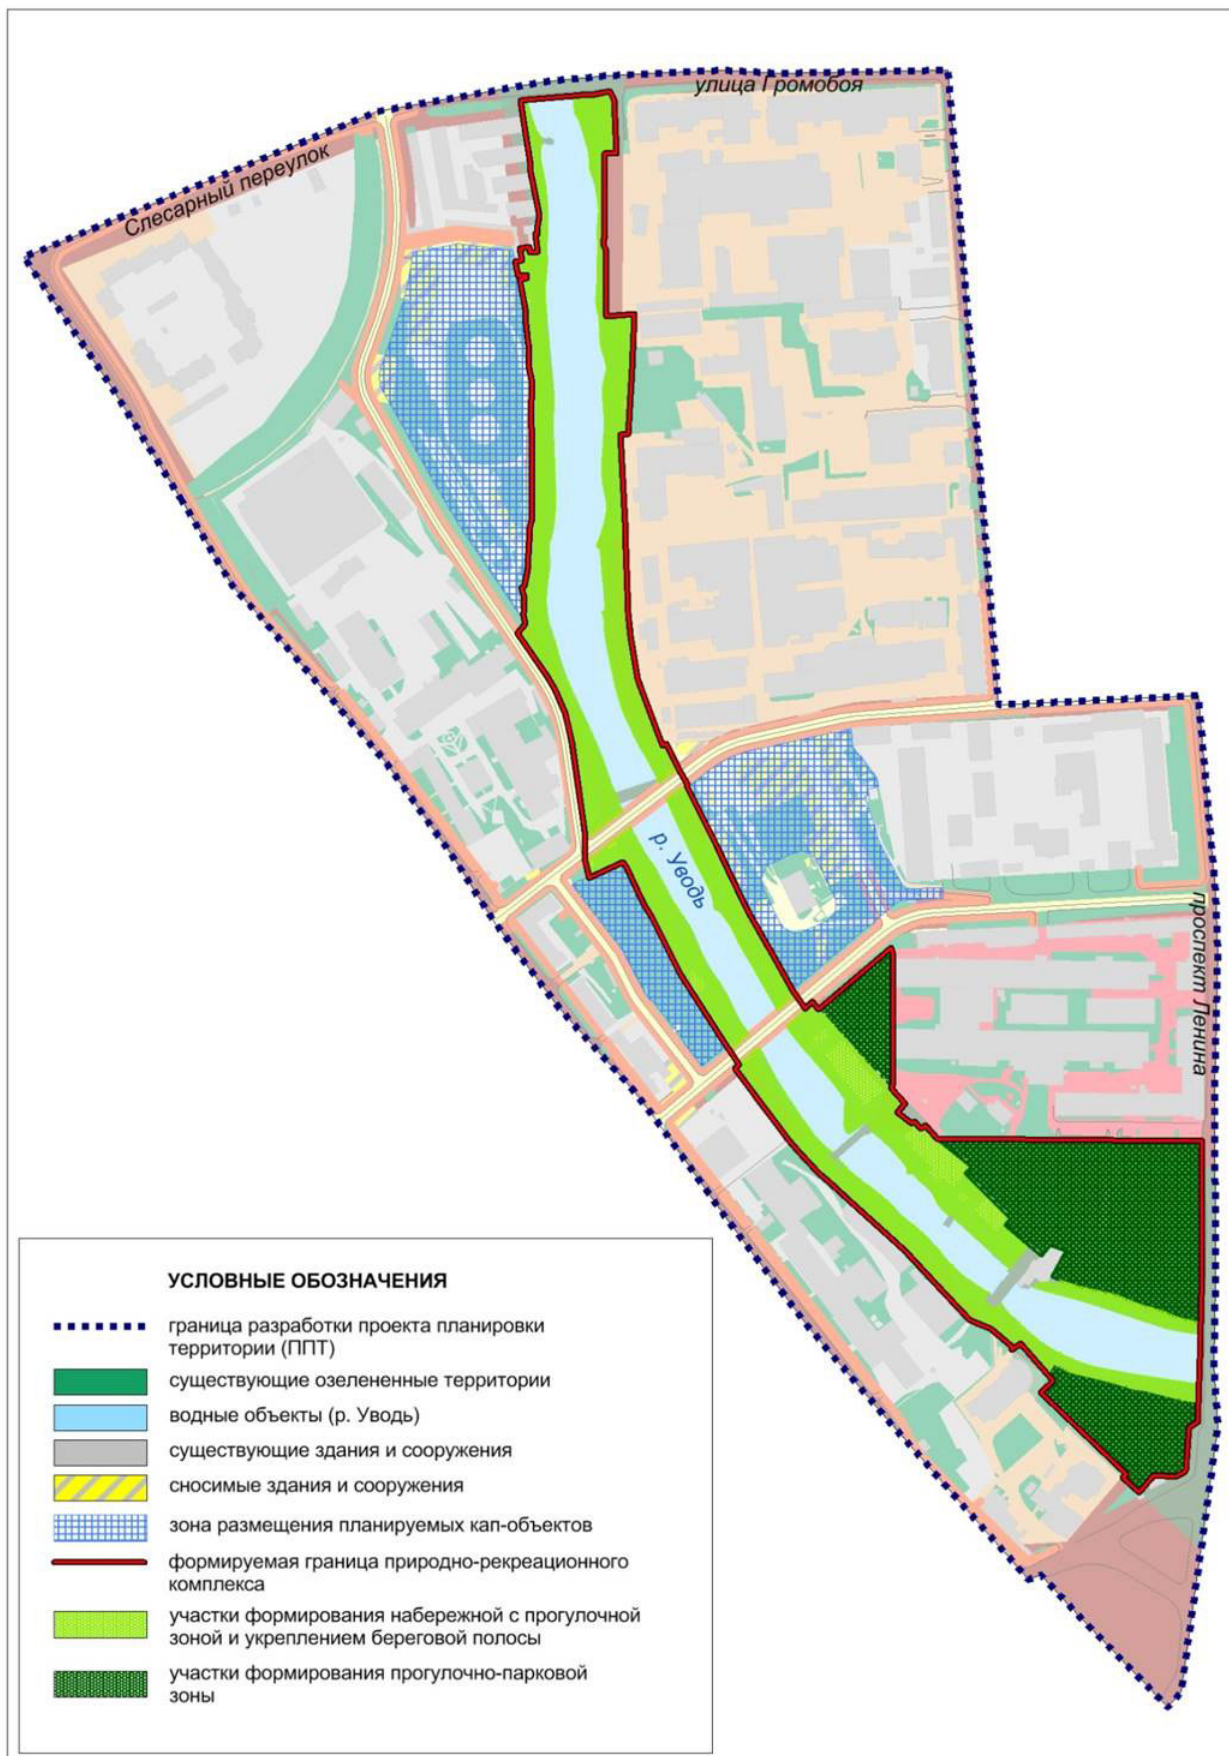 улица Громобоя
Слесарный переулок
р. Уводь
проспект Ленина
УСЛОВНЫЕ ОБОЗНАЧЕНИЯ
граница разработки проекта планировки
территории (ППТ)
существующие озелененные территории
водные объекты (р. Уводь)
существующие здания и сооружения
сносимые здания и сооружения
зона размещения планируемых кап-объектов
формируемая граница природно-рекреационного
комплекса
участки формирования набережной с прогулочной
зоной и укреплением береговой полосы
участки формирования прогулочно-парковой
зоны